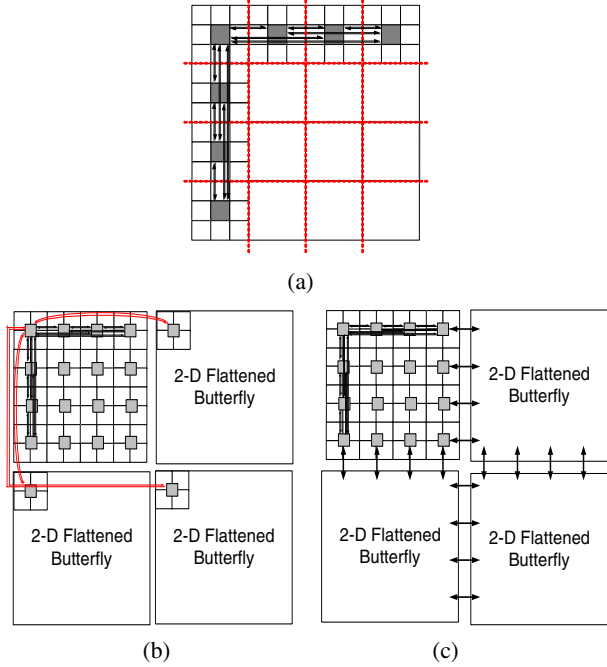 (a)
2-D Flattened
Butterfly
2-D Flattened
Butterfly
2-D Flattened
Butterfly
(b)
2-D Flattened
Butterfly
2-D Flattened
Butterfly
2-D Flattened
Butterfly
(c)